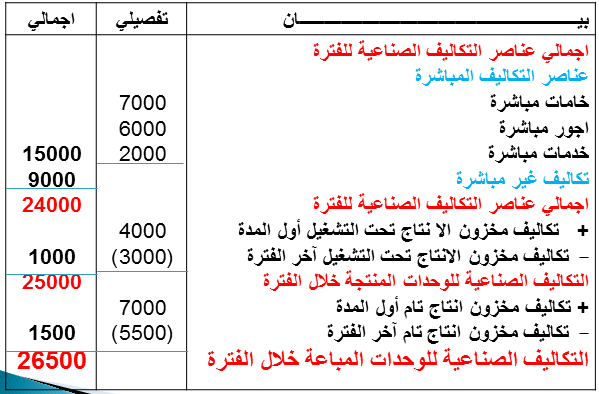 بيـــــــــــــان تفصيلي اجمالي
اجمالي عناصر التكاليف الصناعية للفترة
عناصر التكاليف المباشرة
خامات مباشرة 7000
اجور مباشرة 6000
خدمات مباشرة 2000 15000
تكاليف غير مباشرة 9000
اجمالي عناصر التكاليف الصناعية للفترة 24000
+ تكاليف مخزون الا نتاج تحت التشغيل أول المدة 4000
– تكاليف مخزون الانتاج تحت التشغيل آخر الفترة (3000) 1000
التكاليف الصناعية للوحدات المنتجة خلال الفترة 25000
+ تكاليف مخزون انتاج تام أول المدة 7000
– تكاليف مخزون انتاج تام آخر الفترة (5500) 1500
التكاليف الصناعية للوحدات المباعة خلال الفترة 26500